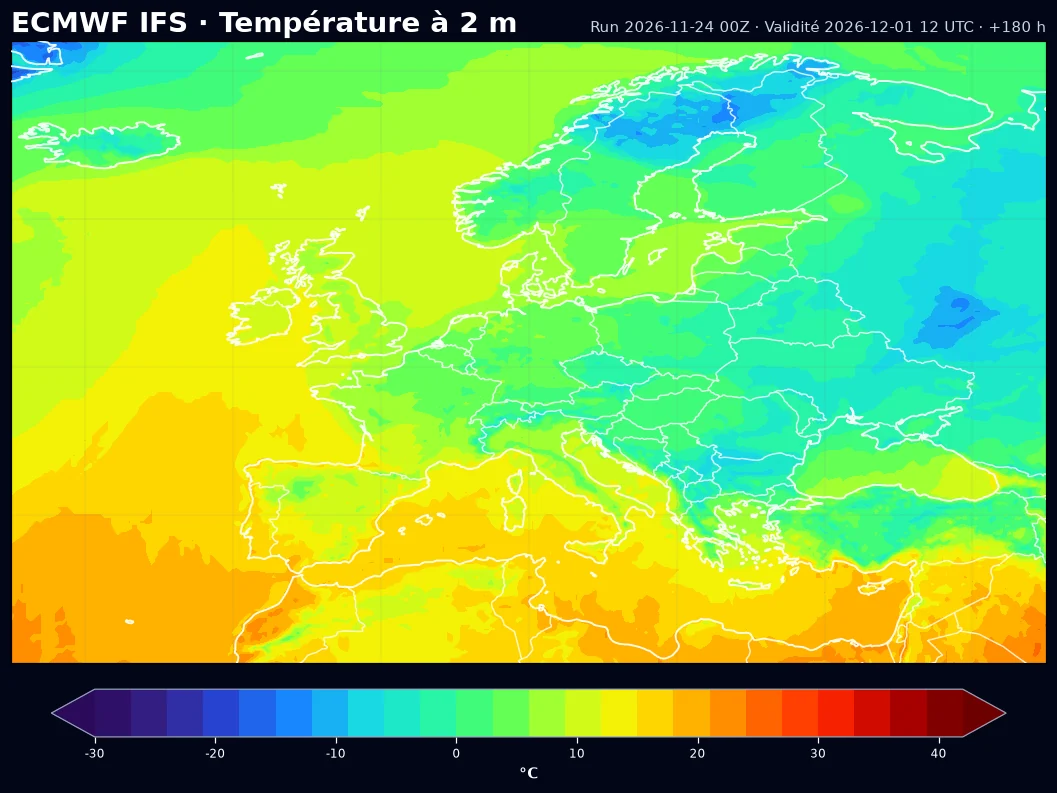 ECMWF IFS · Température à 2 m
Run 2026-11-24 00Z · Validité 2026-12-01 12 UTC · +180 h
-30 -20 -10 0 10 20 30 40
°C